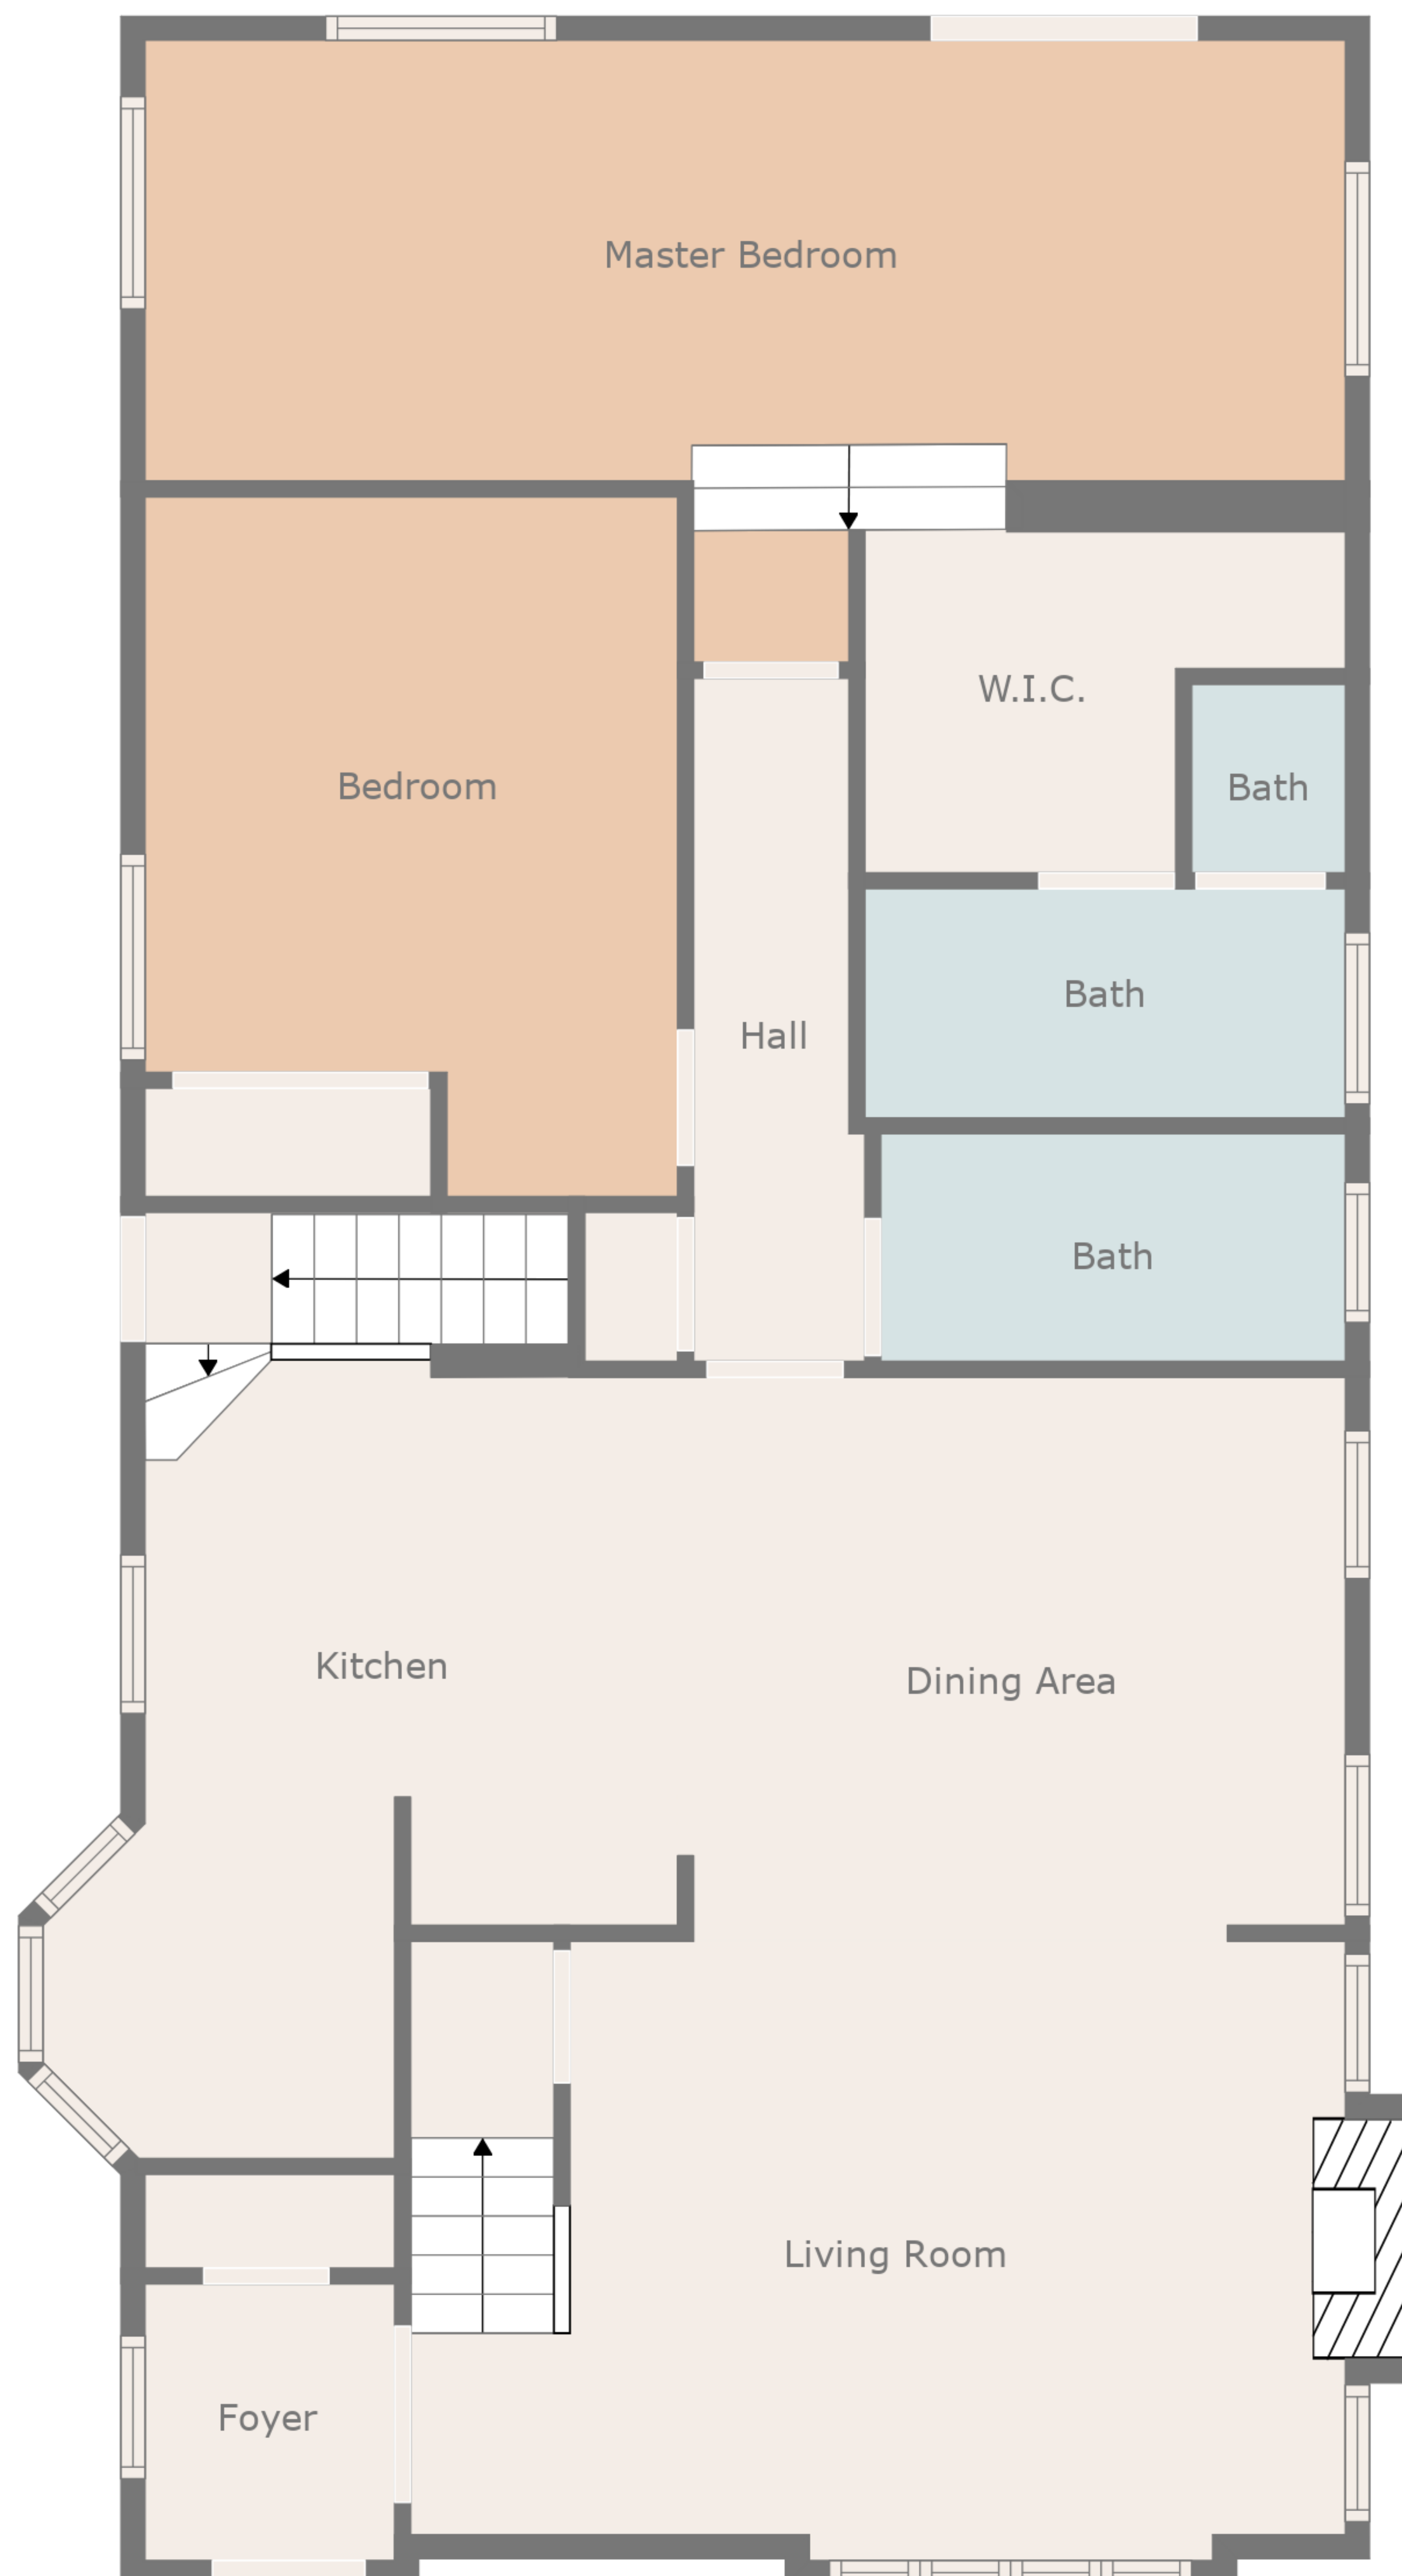 Master Bedroom
W.I.C.
Bedroom
Bath
Bath
Hall
Bath
Kitchen
Dining Area
Living Room
Foyer